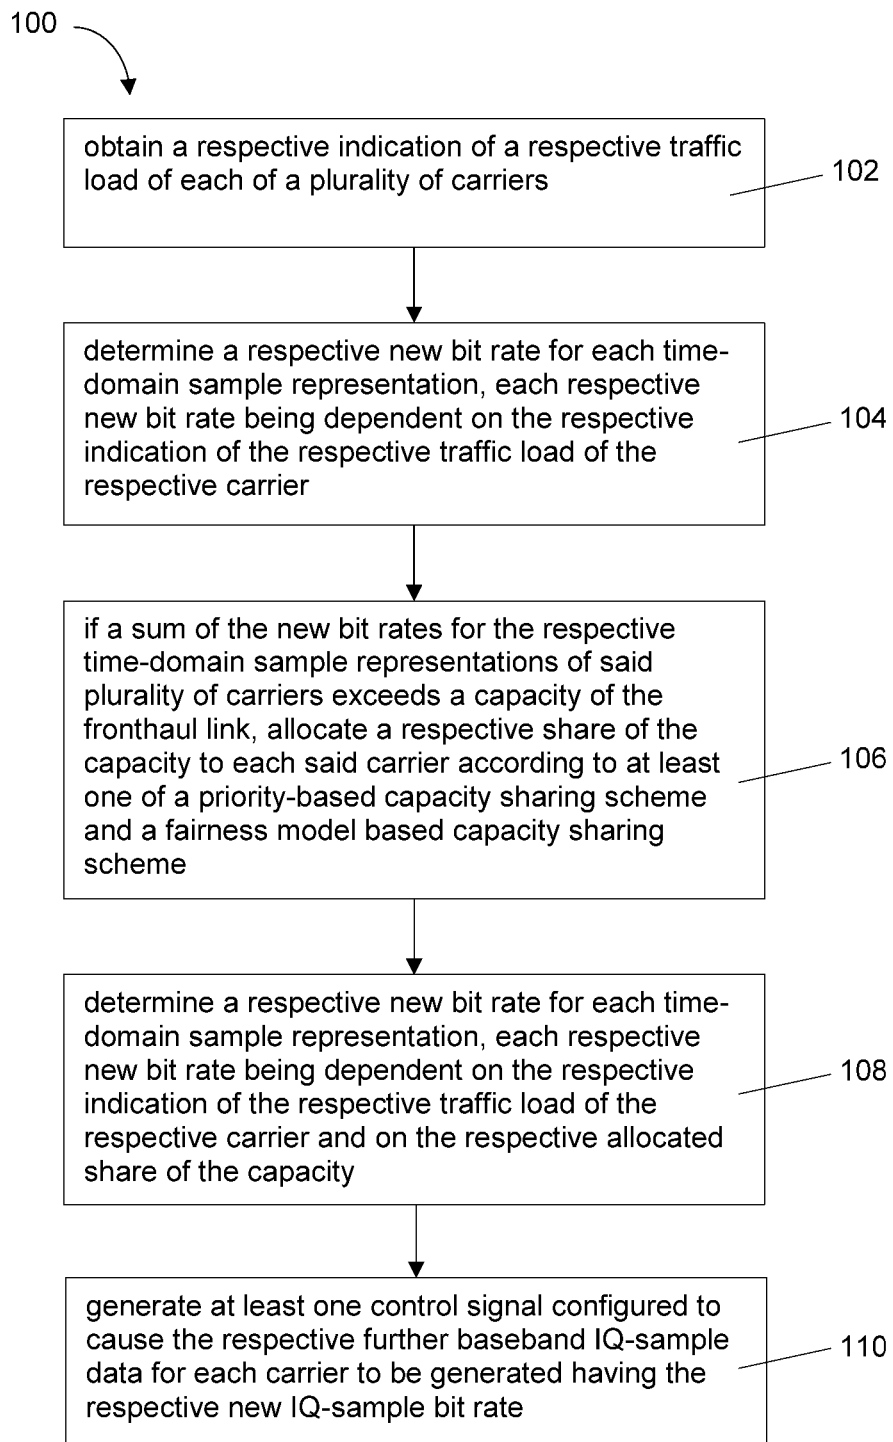 100
obtain a respective indication of a respective traffic
load of each of a plurality of carriers
102
determine a respective new bit rate for each time-
domain sample representation, each respective
new bit rate being dependent on the respective
indication of the respective traffic load of the
respective carrier
104
if a sum of the new bit rates for the respective
time-domain sample representations of said
plurality of carriers exceeds a capacity of the
fronthaul link, allocate a respective share of the
capacity to each said carrier according to at least
one of a priority-based capacity sharing scheme
and a fairness model based capacity sharing
scheme
106
determine a respective new bit rate for each time-
domain sample representation, each respective
new bit rate being dependent on the respective
indication of the respective traffic load of the
respective carrier and on the respective allocated
share of the capacity
108
generate at least one control signal configured to
cause the respective further baseband IQ-sample
data for each carrier to be generated having the
respective new IQ-sample bit rate
110